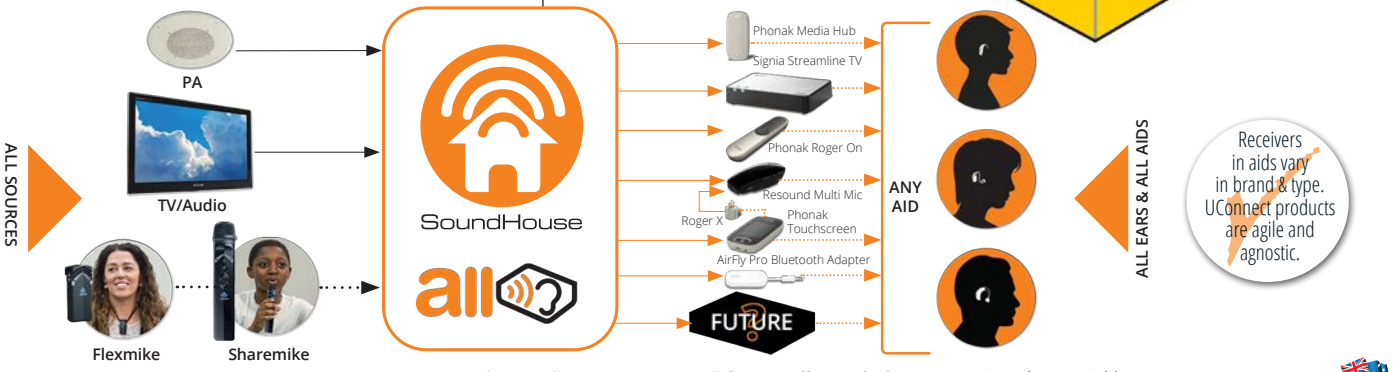 ALL SOURCES
PA
TV/Audio
Flexmike
Sharemike
SoundHouse
all
Phonak Media Hub
Signia Streamline TV
Phonak Roger On
Resound Multi Mic
Roger X
Phonak
Touchscreen
AirFly Pro Bluetooth Adapter
FUTURE
?
ANY
AID
ALL EARS & ALL AIDS
Receivers
in aids vary
in brand & type.
UConnect products
are agile and
agnostic.